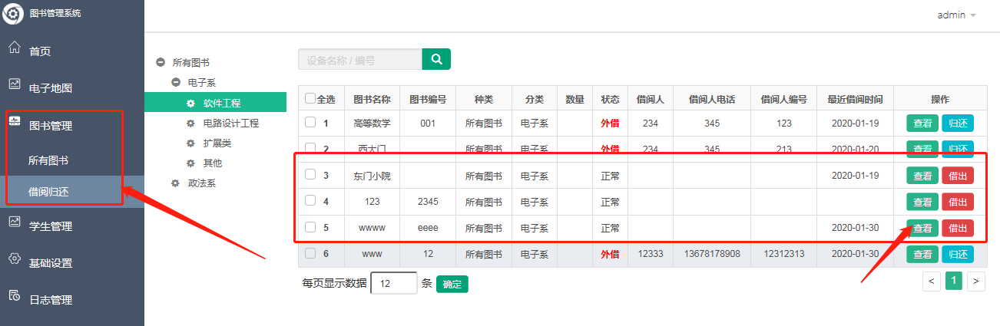 图书管理系统
admin
首页
电子地图
图书管理
所有图书
借阅归还
学生管理
基础设置
日志管理
所有图书
电子系
软件工程
电路设计工程
扩展类
其他
政法系
设备名称 / 编号
全选 图书名称 图书编号 种类 分类 数量 状态 借阅人 借阅人电话 借阅人编号 最近借阅时间 操作
1 高等数学 001 所有图书 电子系 外借 234 345 123 2020-01-19 查看 归还
2 西大门 所有图书 电子系 外借 234 345 213 2020-01-20 查看 归还
3 东门小院 所有图书 电子系 正常 2020-01-19 查看 借出
4 123 2345 所有图书 电子系 正常 查看 借出
5 wwww eeee 所有图书 电子系 正常 2020-01-30 查看 借出
6 www 12 所有图书 电子系 外借 12333 13678178908 12312313 2020-01-30 查看 归还
每页显示数据 12 条 确定
< 1 >